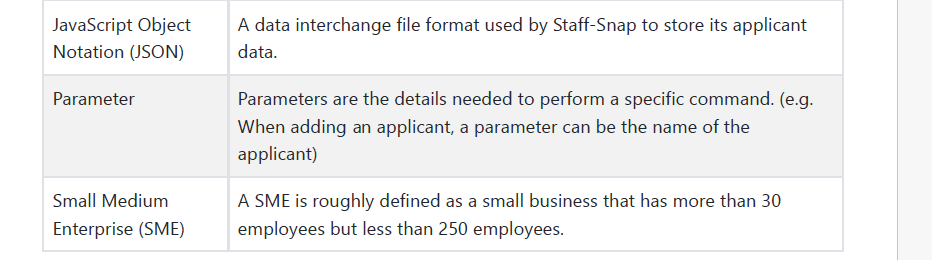 JavaScript Object
Notation (JSON)
A data interchange file format used by Staff-Snap to store its applicant
data.
Parameter
Parameters are the details needed to perform a specific command. (e.g.
When adding an applicant, a parameter can be the name of the
applicant)
Small Medium
Enterprise (SME)
A SME is roughly defined as a small business that has more than 30
employees but less than 250 employees.